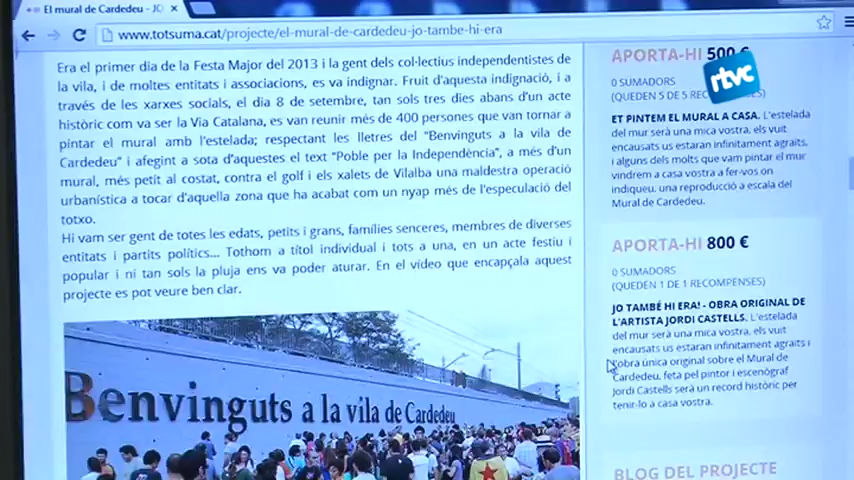 El mural de Cardedeu - JO
www.totsuma.cat/projecte/el-mural-de-cardedeu-jo-tambe-hi-era
Era el primer dia de la Festa Major del 2013 i la gent dels col·lectius independentistes de
la vila, i de moltes entitats i associacions, es va indignar. Fruit d'aquesta indignació, i a
través de les xarxes socials, el dia 8 de setembre, tan sols tres dies abans d'un acte
històric com va ser la Via Catalana, es van reunir més de 400 persones que van tornar a
pintar el mural amb l'estelada; respectant les lletres del "Benvinguts a la vila de
Cardedeu" i afegint a sota d'aquestes el text "Poble per la Independència", a més d'un
mural, més petit al costat, contra el golf i els xalets de Vilalba una maldestra operació
urbanística a tocar d'aquella zona que ha acabat com un nyap més de l'especulació del
totxo.
Hi vam ser gent de totes les edats, petits i grans, famílies senceres, membres de diverses
entitats i partits polítics... Tothom a títol individual i tots a una, en un acte festiu i
popular i ni tan sols la pluja ens va poder aturar. En el vídeo que encapçala aquest
projecte es pot veure ben clar.
Benvinguts a la vila de Cardedeu
APORTA-HI 500 €
rtvc
0 SUMADORS
(QUEDEN 5 DE 5
ET PINTEM EL MURAL A CASA. L'estelada
del mur serà una mica vostra, els vuit
encausats us estaran infinitament agraïts,
i alguns dels molts que vam pintar el mur
vindrem a casa vostra a fer-vos on
indiqueu, una reproducció a escala del
Mural de Cardedeu.
APORTA-HI 800 €
0 SUMADORS
(QUEDEN 1 DE 1 RECOMPENSES)
JO TAMBÉ HI ERA! - OBRA ORIGINAL DE
L'ARTISTA JORDI CASTELLS. L'estelada
del mur serà una mica vostra, els vuit
encausats us estaran infinitament agraïts i
l'obra única original sobre el Mural de
Cardedeu, feta pel pintor i escenògraf
Jordi Castells serà un record històric per
tenir-lo a casa vostra.
BLOG DEL PROJECTE